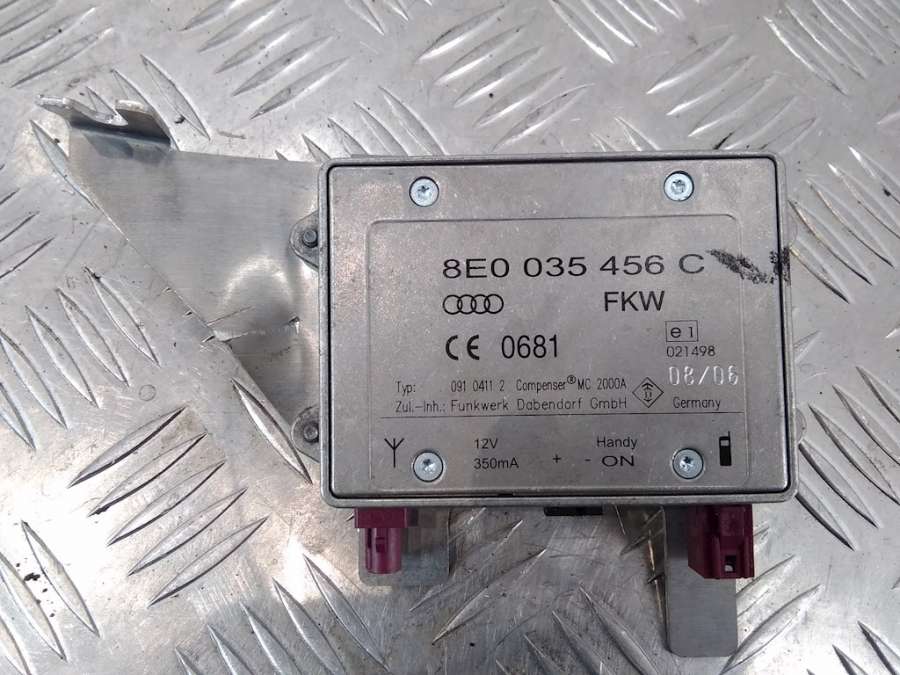 8E0 035 456 C
FKW
CE 0681
e1
021498
08/06
Typ: 091 0411 2 Compenser® MC 2000A
Zul.-Inh.: Funkwerk Dabendorf GmbH Germany
12V Handy
350mA + - ON